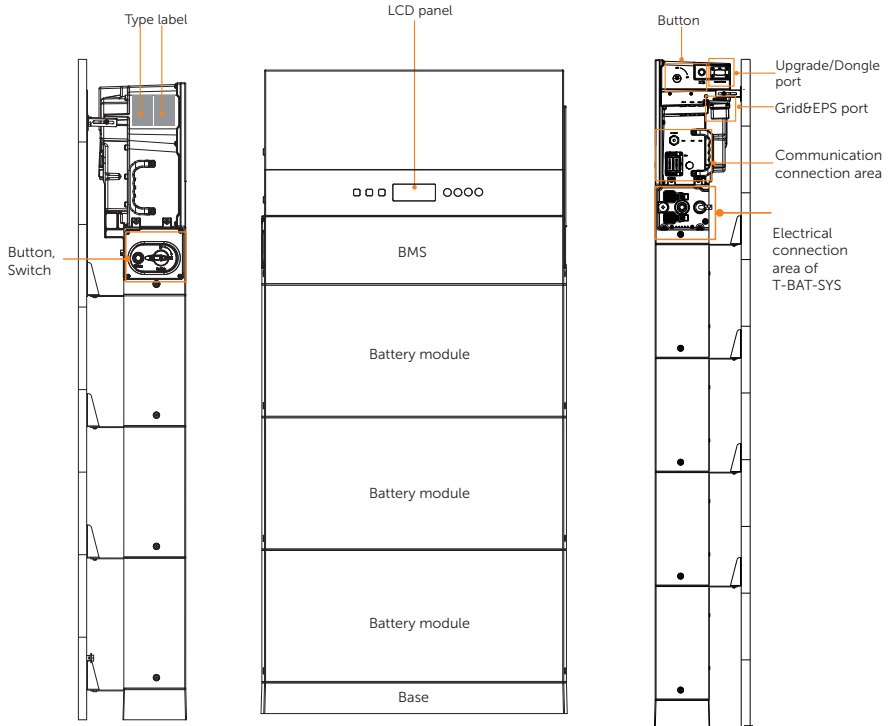 Type label
LCD panel
Button
Upgrade/Dongle
port
Grid&EPS port
Communication
connection area
Button,
Switch
Electrical
connection
area of
T-BAT-SYS
BMS
Battery module
Battery module
Battery module
Base